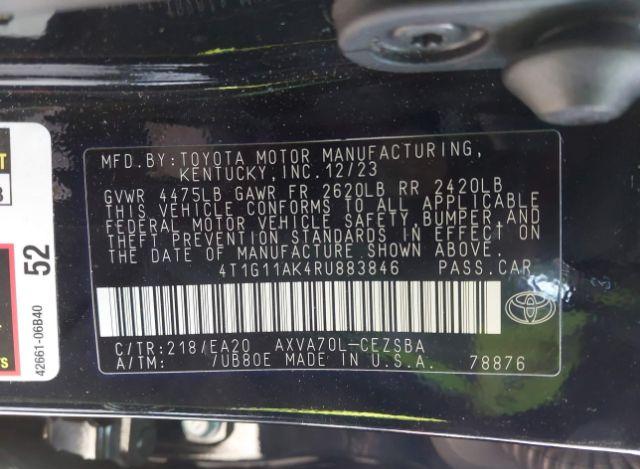 MFD.BY:TOYOTA MOTOR MANUFACTURING,
KENTUCKY,INC.12/23
GVWR 4475LB GAWR FR 2620LB RR 2420LB
THIS VEHICLE CONFORMS TO ALL APPLICABLE
FEDERAL MOTOR VEHICLE SAFETY,BUMPER,AND
THEFT PREVENTION STANDARDS IN EFFECT ON
THE DATE OF MANUFACTURE SHOWN ABOVE.
4T1G11AK4RU883846 PASS.CAR
C/TR:218/EA20 AXVA70L-CEZSBA
A/TM: /UB80E MADE IN U.S.A. 78876
52
42661-06B40